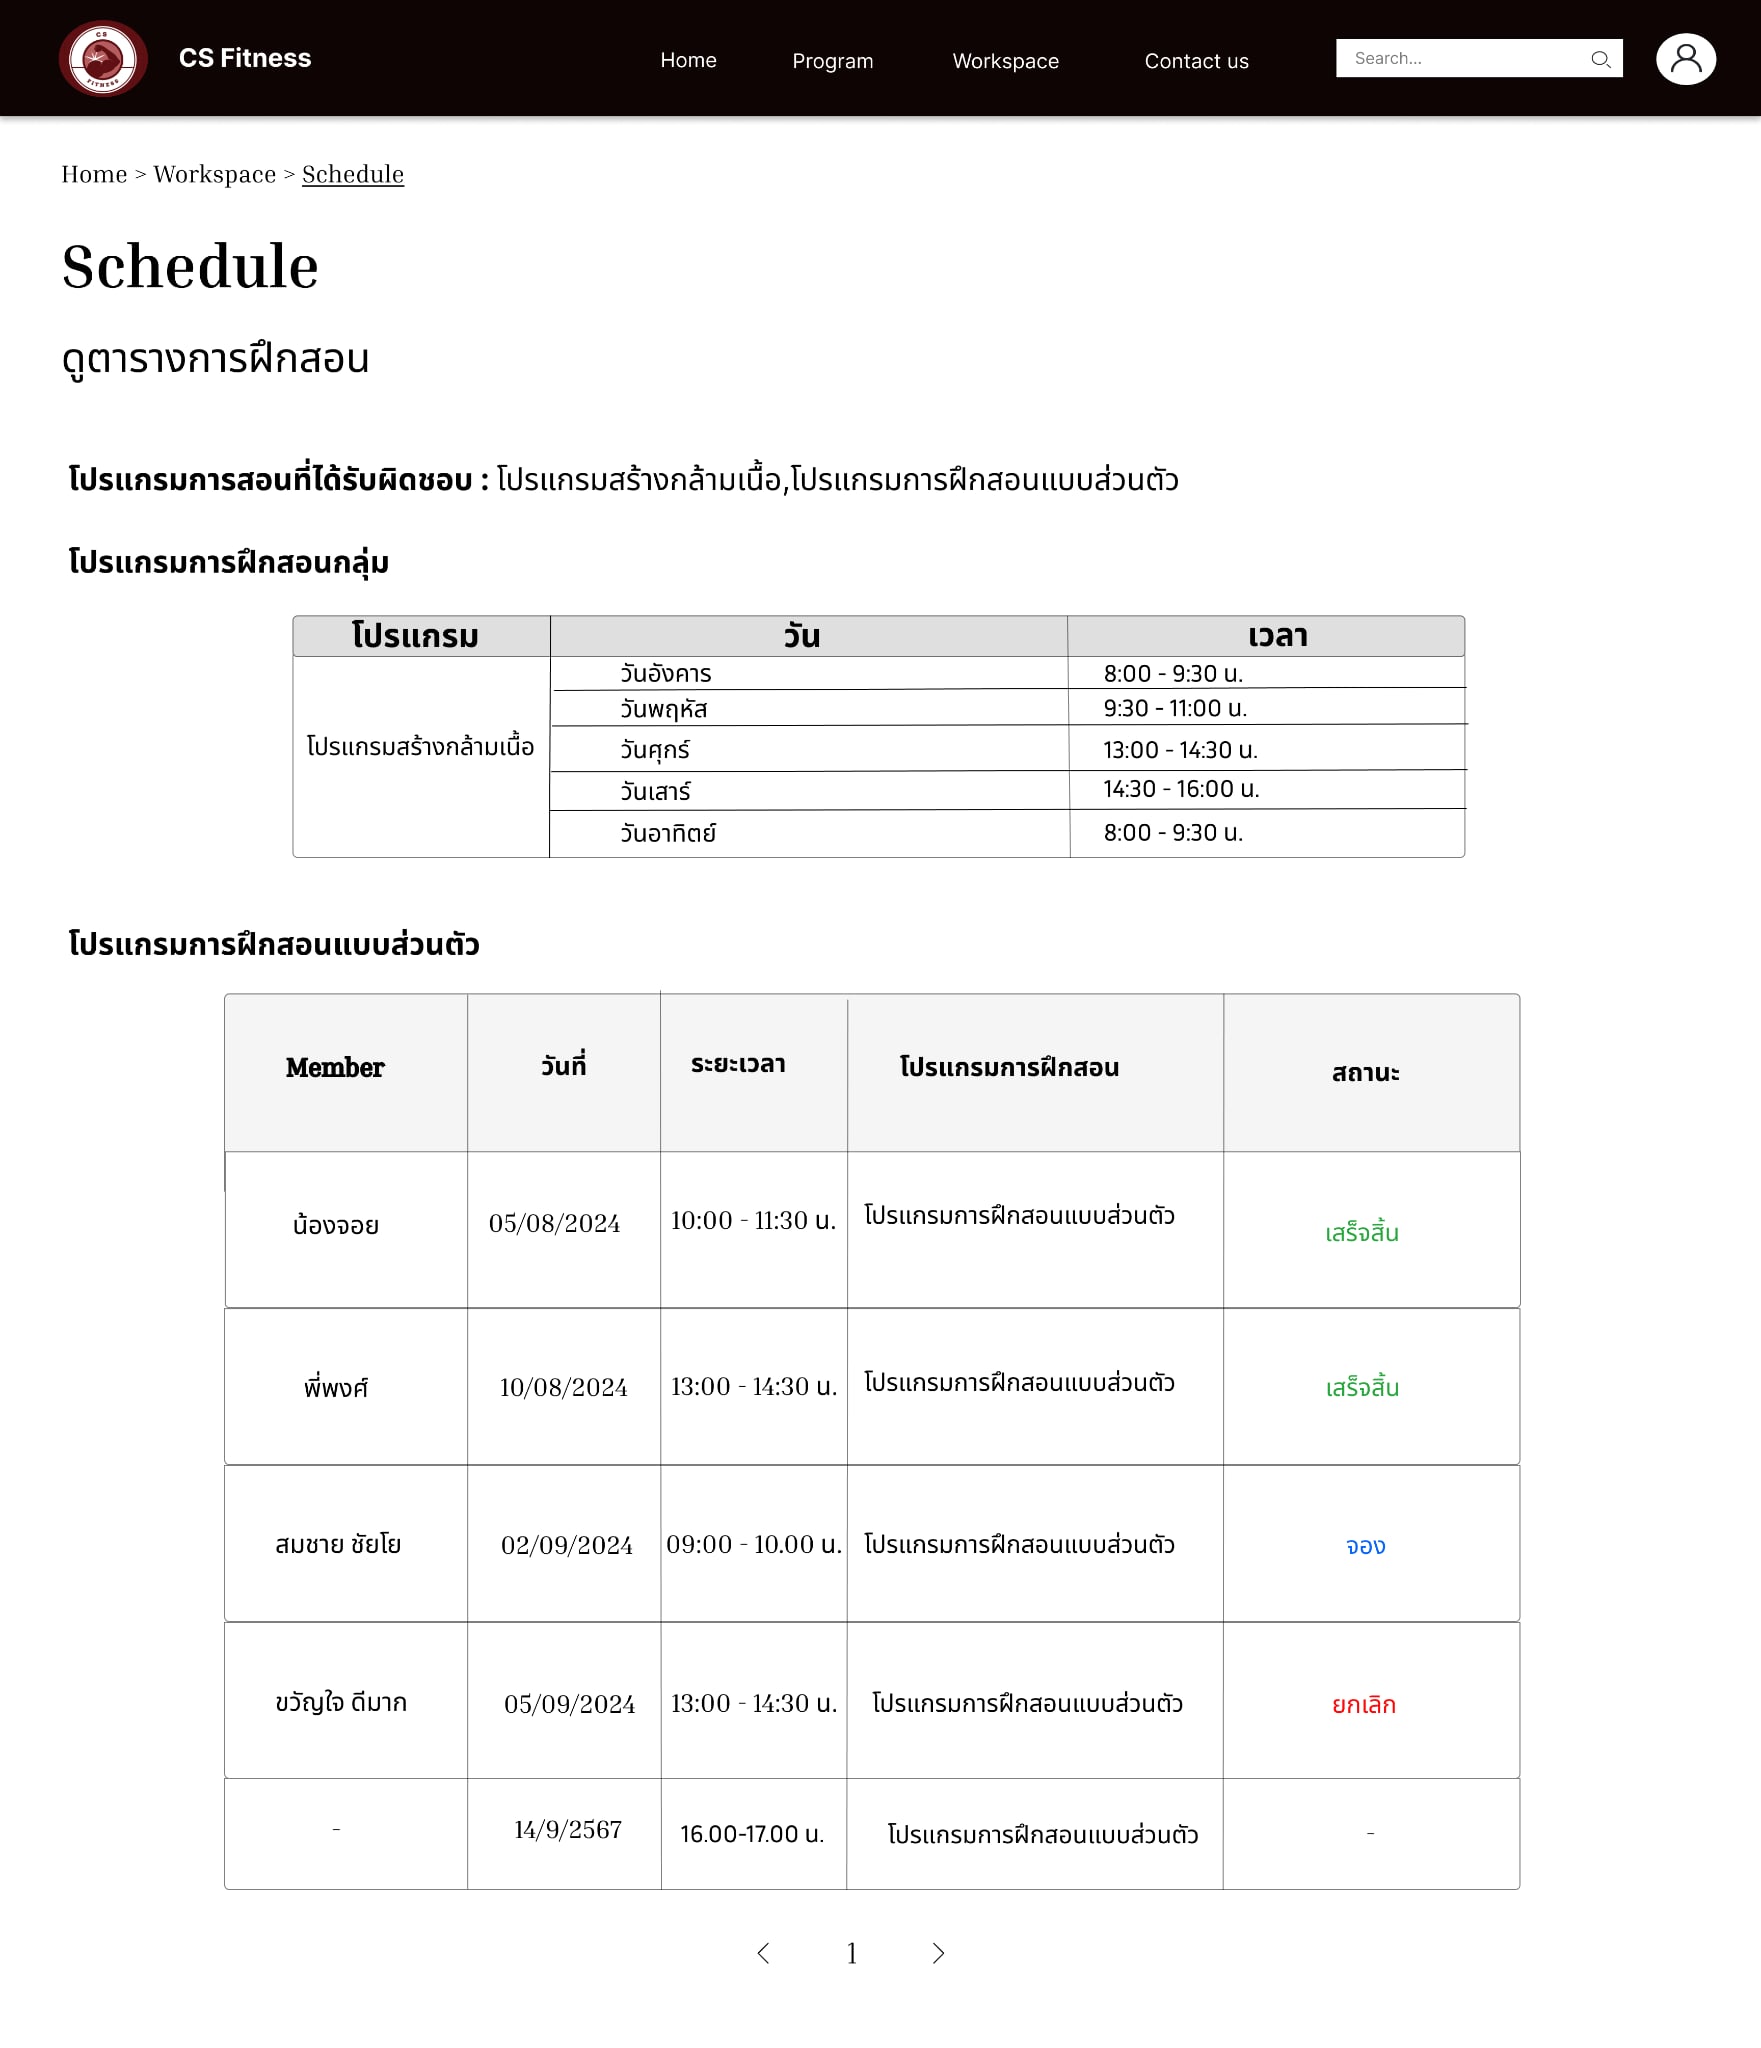 CS
FITNESS
CS Fitness
Home
Program
Workspace
Contact us
Search...
Home > Workspace > Schedule
Schedule
ดูตารางการฝึกสอน
โปรแกรมการสอนที่ได้รับผิดชอบ : โปรแกรมสร้างกล้ามเนื้อ,โปรแกรมการฝึกสอนแบบส่วนตัว
โปรแกรมการฝึกสอนกลุ่ม
โปรแกรม วัน เวลา
วันอังคาร 8:00 - 9:30 น.
วันพฤหัส 9:30 - 11:00 น.
โปรแกรมสร้างกล้ามเนื้อ วันศุกร์ 13:00 - 14:30 น.
วันเสาร์ 14:30 - 16:00 น.
วันอาทิตย์ 8:00 - 9:30 น.
โปรแกรมการฝึกสอนแบบส่วนตัว
Member วันที่ ระยะเวลา โปรแกรมการฝึกสอน สถานะ
น้องจอย 05/08/2024 10:00 - 11:30 น. โปรแกรมการฝึกสอนแบบส่วนตัว เสร็จสิ้น
พี่พงศ์ 10/08/2024 13:00 - 14:30 น. โปรแกรมการฝึกสอนแบบส่วนตัว เสร็จสิ้น
สมชาย ชัยโย 02/09/2024 09:00 - 10.00 น. โปรแกรมการฝึกสอนแบบส่วนตัว จอง
ขวัญใจ ดีมาก 05/09/2024 13:00 - 14:30 น. โปรแกรมการฝึกสอนแบบส่วนตัว ยกเลิก
- 14/9/2567 16.00-17.00 น. โปรแกรมการฝึกสอนแบบส่วนตัว -
< 1 >